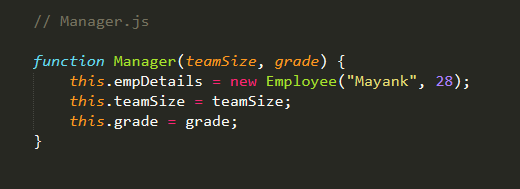 // Manager.js
function Manager(teamSize, grade) {
    this.empDetails = new Employee("Mayank", 28);
    this.teamSize = teamSize;
    this.grade = grade;
}